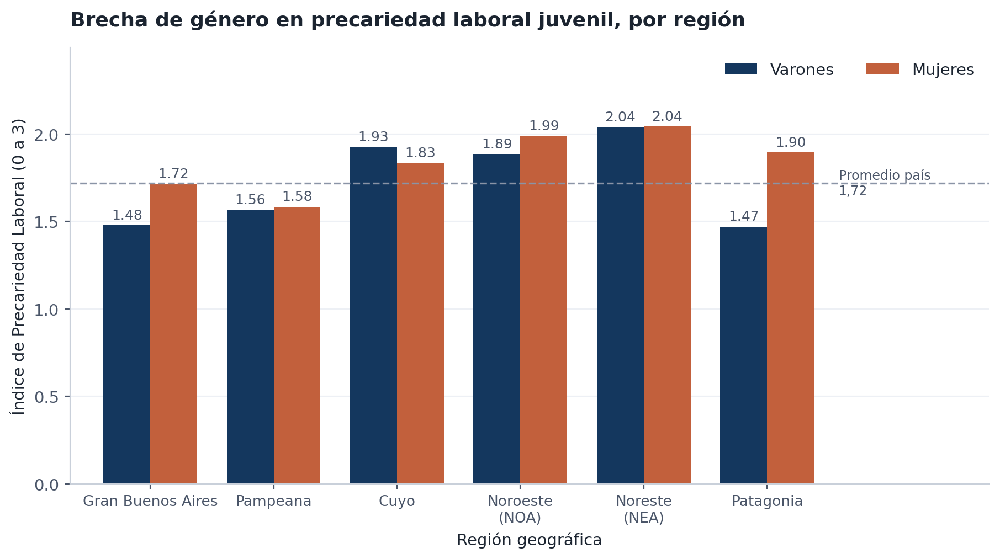 Brecha de género en precariedad laboral juvenil, por región
Varones
Mujeres
Índice de Precariedad Laboral (0 a 3)
2.0
1.5
1.0
0.5
0.0
1.48
1.72
1.56
1.58
1.93
1.83
1.89
1.99
2.04
2.04
1.47
1.90
Promedio país
1,72
Gran Buenos Aires
Pampeana
Cuyo
Noroeste
(NOA)
Noreste
(NEA)
Patagonia
Región geográfica